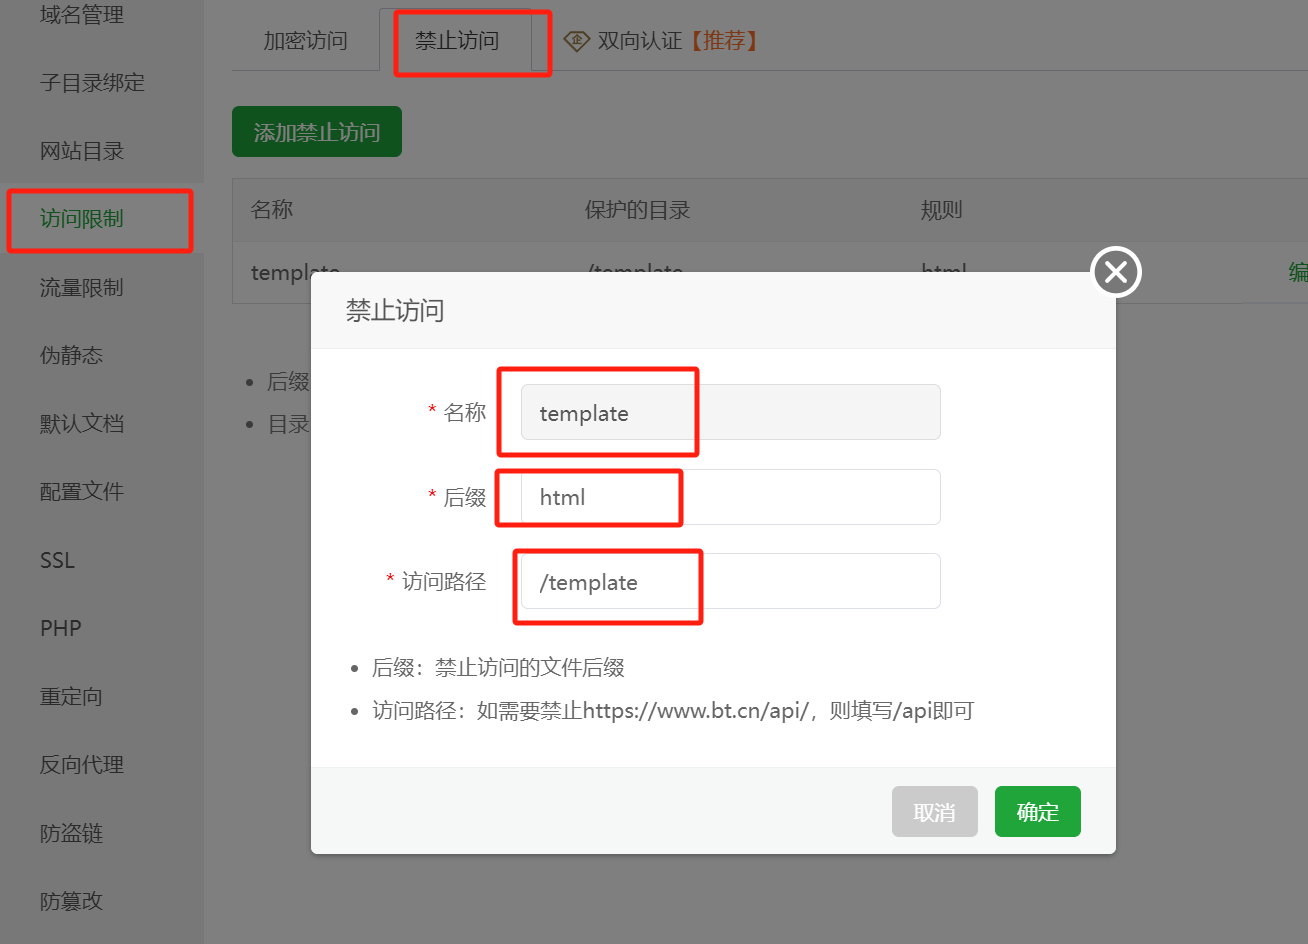 域名管理
子目录绑定
网站目录
访问限制
流量限制
伪静态
默认文档
配置文件
SSL
PHP
重定向
反向代理
防盗链
防篡改
加密访问
禁止访问
企
双向认证【推荐】
添加禁止访问
名称 保护的目录 规则
template /template html 编
后缀
目录
禁止访问
* 名称 template
* 后缀 html
* 访问路径 /template
后缀：禁止访问的文件后缀
访问路径：如需要禁止https://www.bt.cn/api/，则填写/api即可
取消 确定